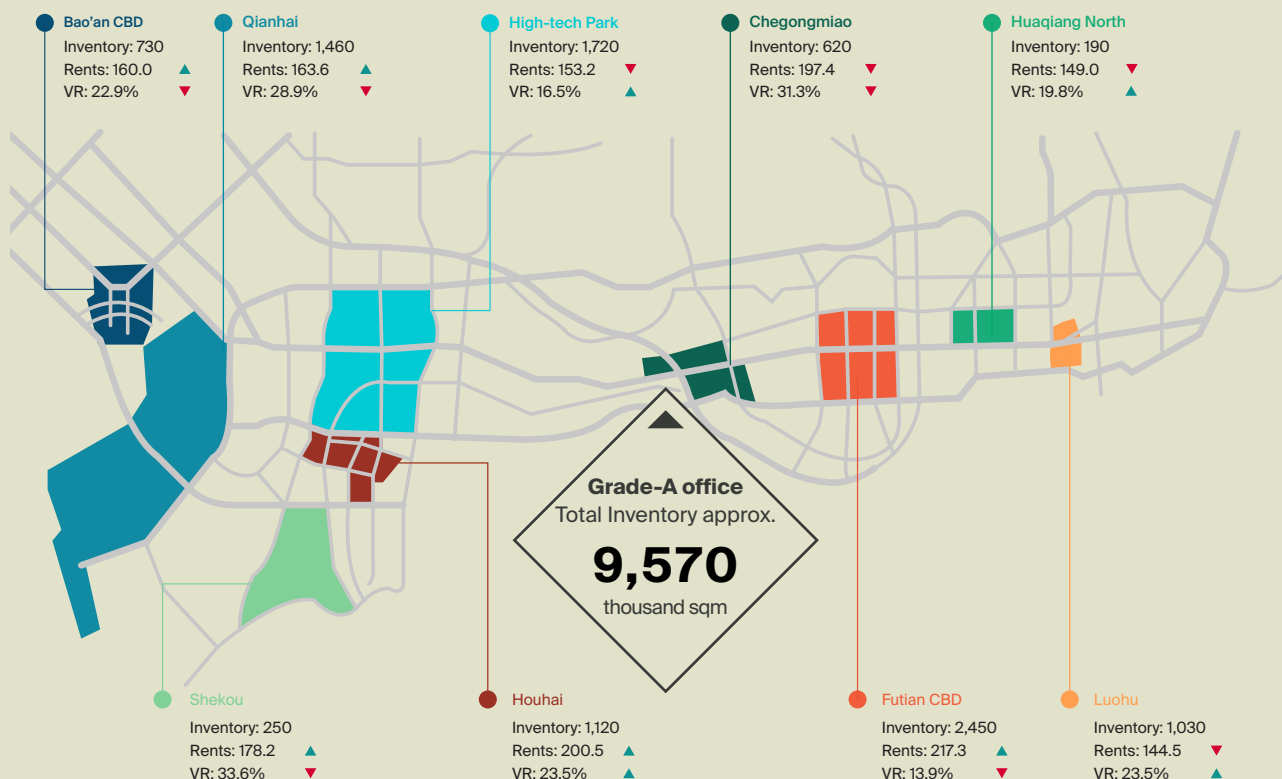 Bao'an CBD
Inventory: 730
Rents: 160.0 ▲
VR: 22.9% ▼
Qianhai
Inventory: 1,460
Rents: 163.6 ▲
VR: 28.9% ▼
High-tech Park
Inventory: 1,720
Rents: 153.2 ▼
VR: 16.5% ▲
Chegongmiao
Inventory: 620
Rents: 197.4 ▼
VR: 31.3% ▼
Huaqiang North
Inventory: 190
Rents: 149.0 ▼
VR: 19.8% ▲
Grade-A office
Total Inventory approx.
9,570
thousand sqm
Shekou
Inventory: 250
Rents: 178.2 ▲
VR: 33.6% ▼
Houhai
Inventory: 1,120
Rents: 200.5 ▲
VR: 23.5% ▲
Futian CBD
Inventory: 2,450
Rents: 217.3 ▲
VR: 13.9% ▼
Luohu
Inventory: 1,030
Rents: 144.5 ▼
VR: 23.5% ▲